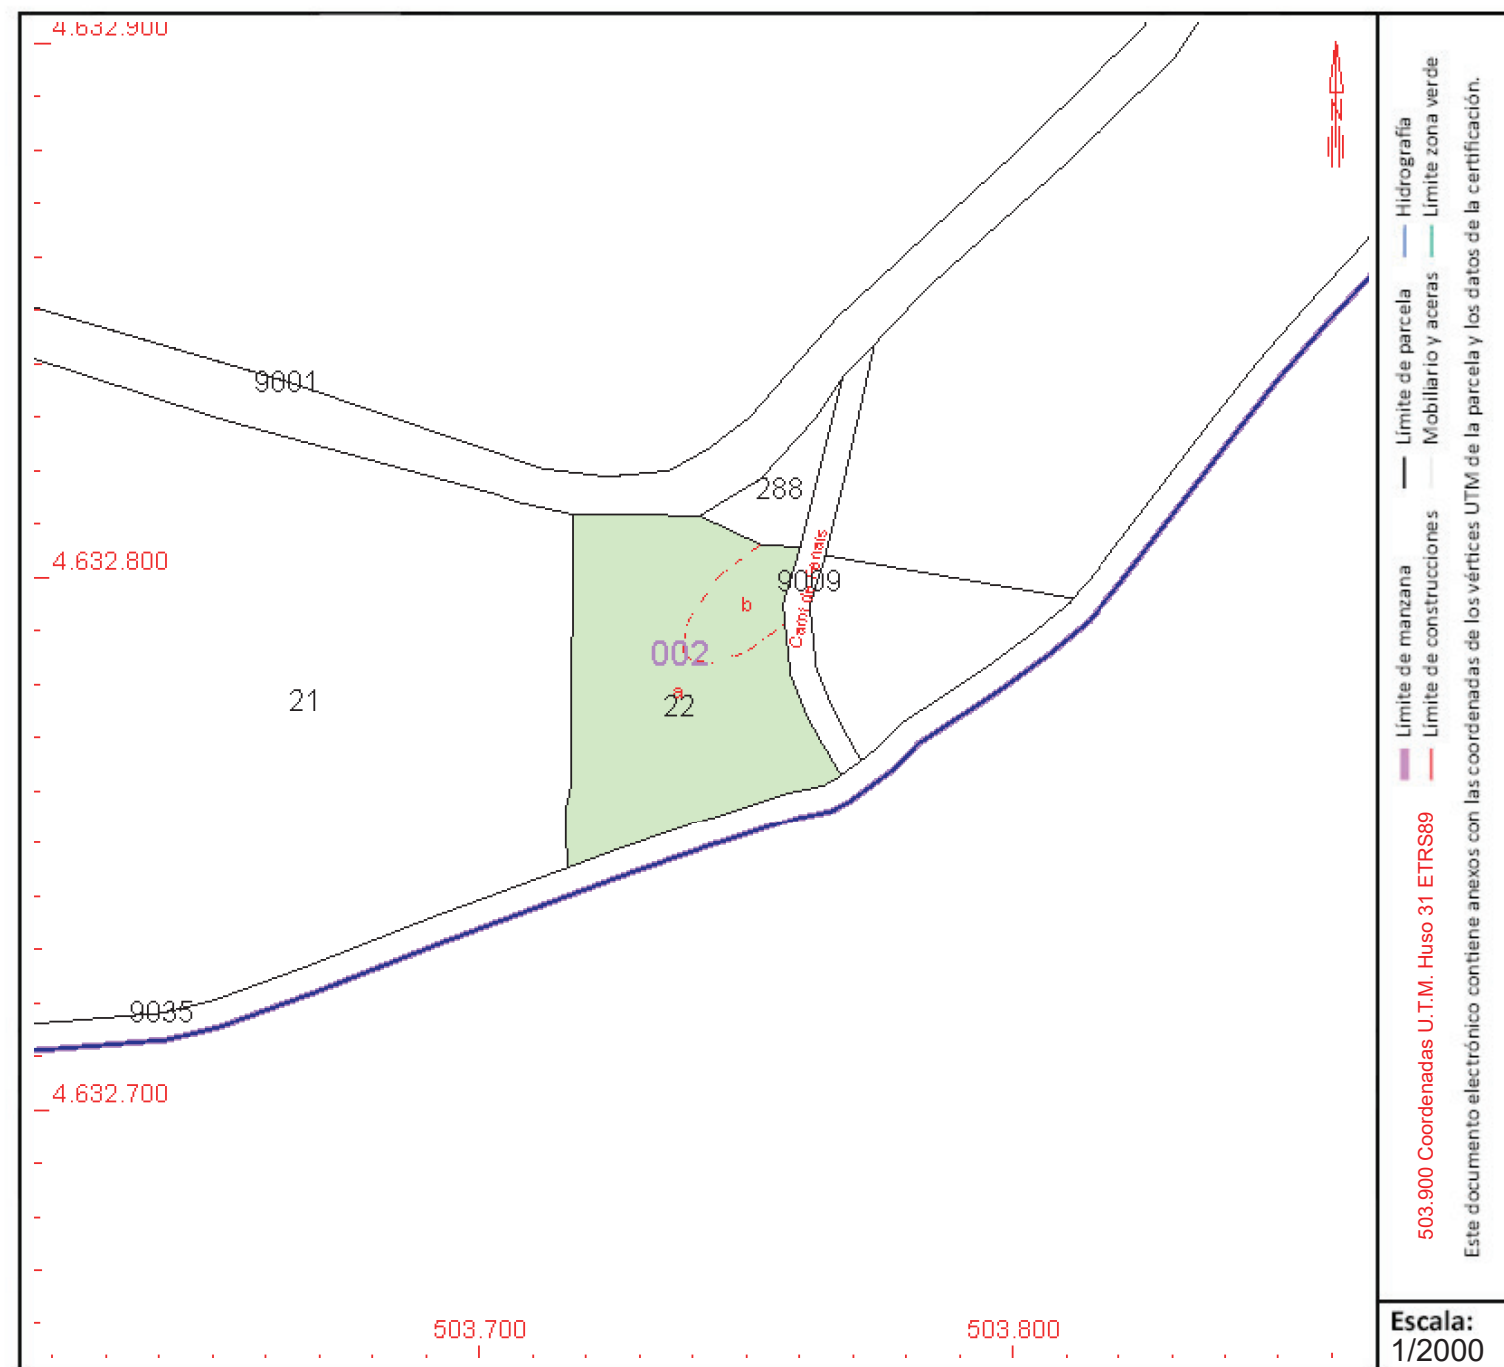 4.632.900
9001
288
4.632.800
9009
b
002
a
22
21
9035
4.632.700
503.700
503.800
N
Límite de manzana
Límite de parcela
Hidrografía
Límite de construcciones
Mobiliario y aceras
Límite zona verde
503.900 Coordenadas U.T.M. Huso 31 ETRS89
Este documento electrónico contiene anexos con las coordenadas de los vértices UTM de la parcela y los datos de la certificación.
Escala:
1/2000